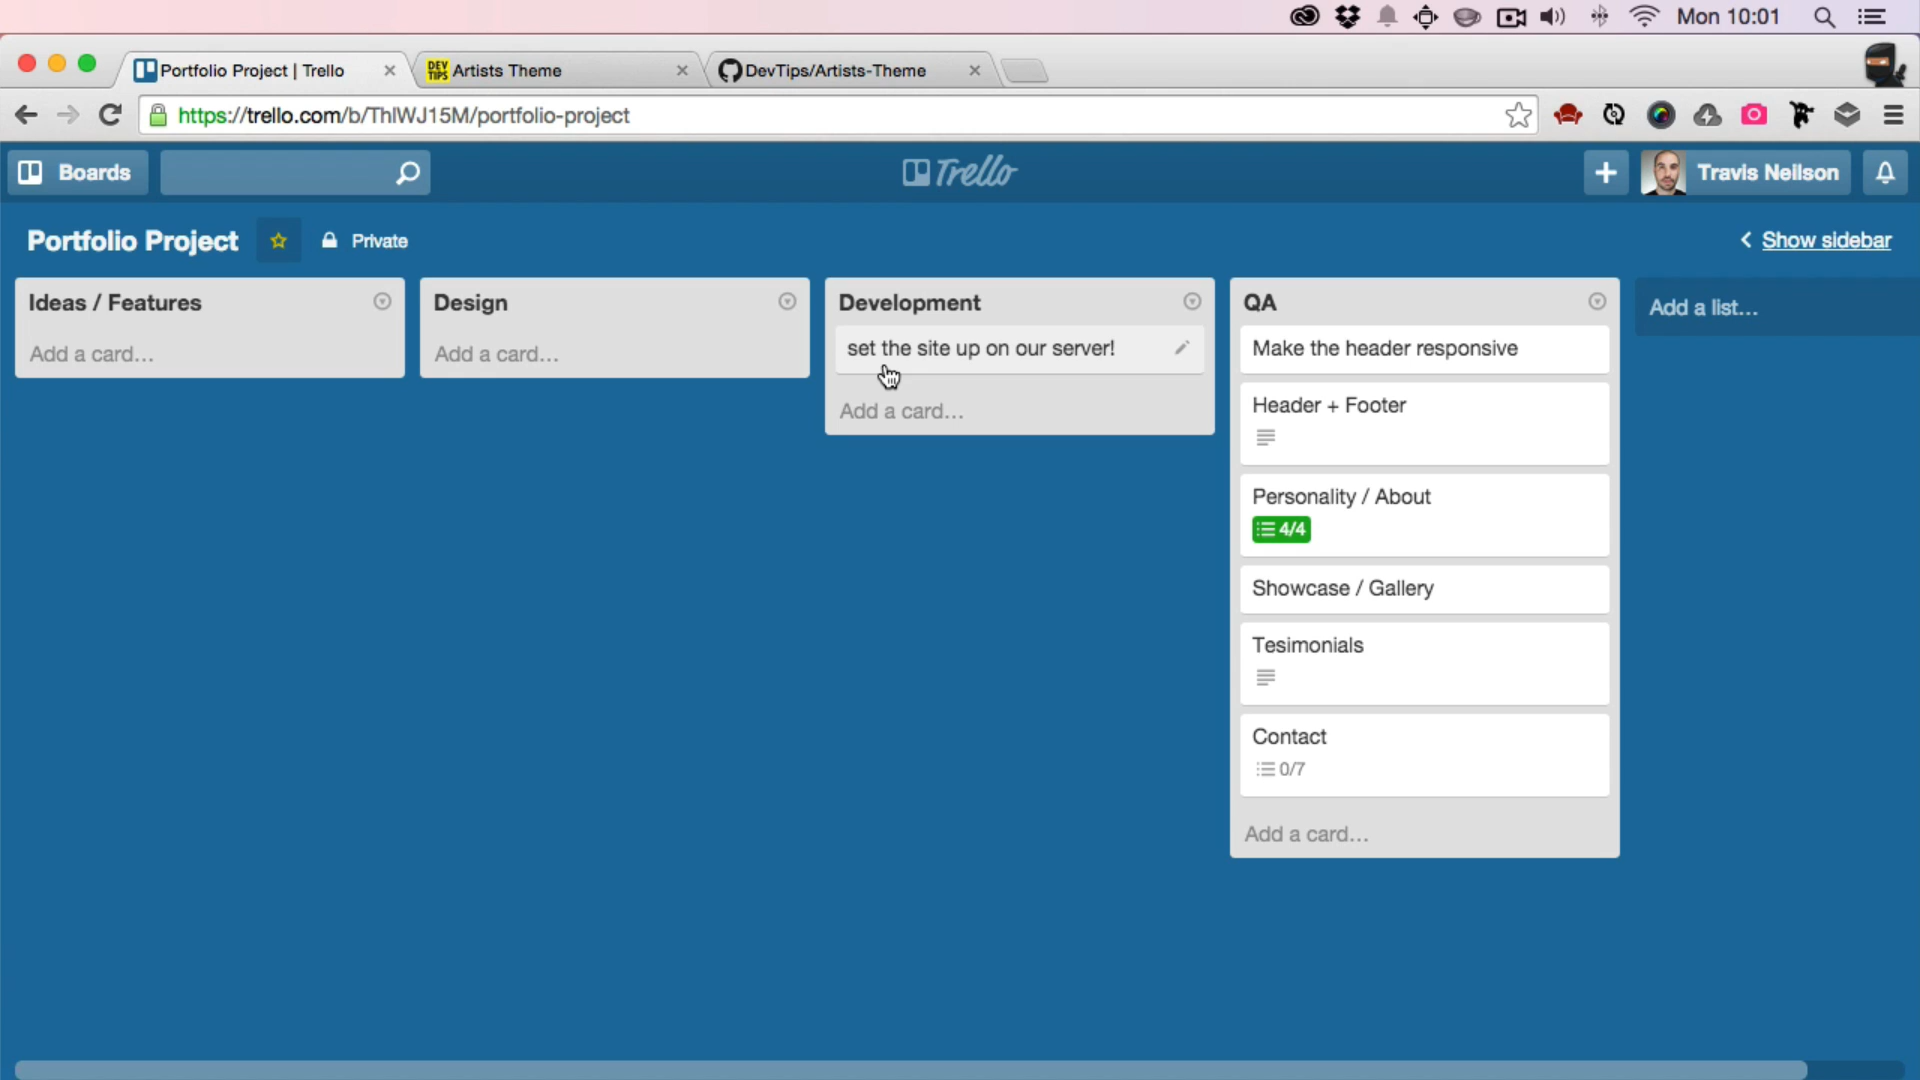 Mon 10:01
Portfolio Project | Trello
DEV TIPS
Artists Theme
DevTips/Artists-Theme
https://trello.com/b/ThlWJ15M/portfolio-project
Boards
Trello
Travis Neilson
Portfolio Project
Private
Show sidebar
Ideas / Features
Add a card...
Design
Add a card...
Development
set the site up on our server!
Add a card...
QA
Make the header responsive
Header + Footer
Personality / About
4/4
Showcase / Gallery
Tesimonials
Contact
0/7
Add a card...
Add a list...